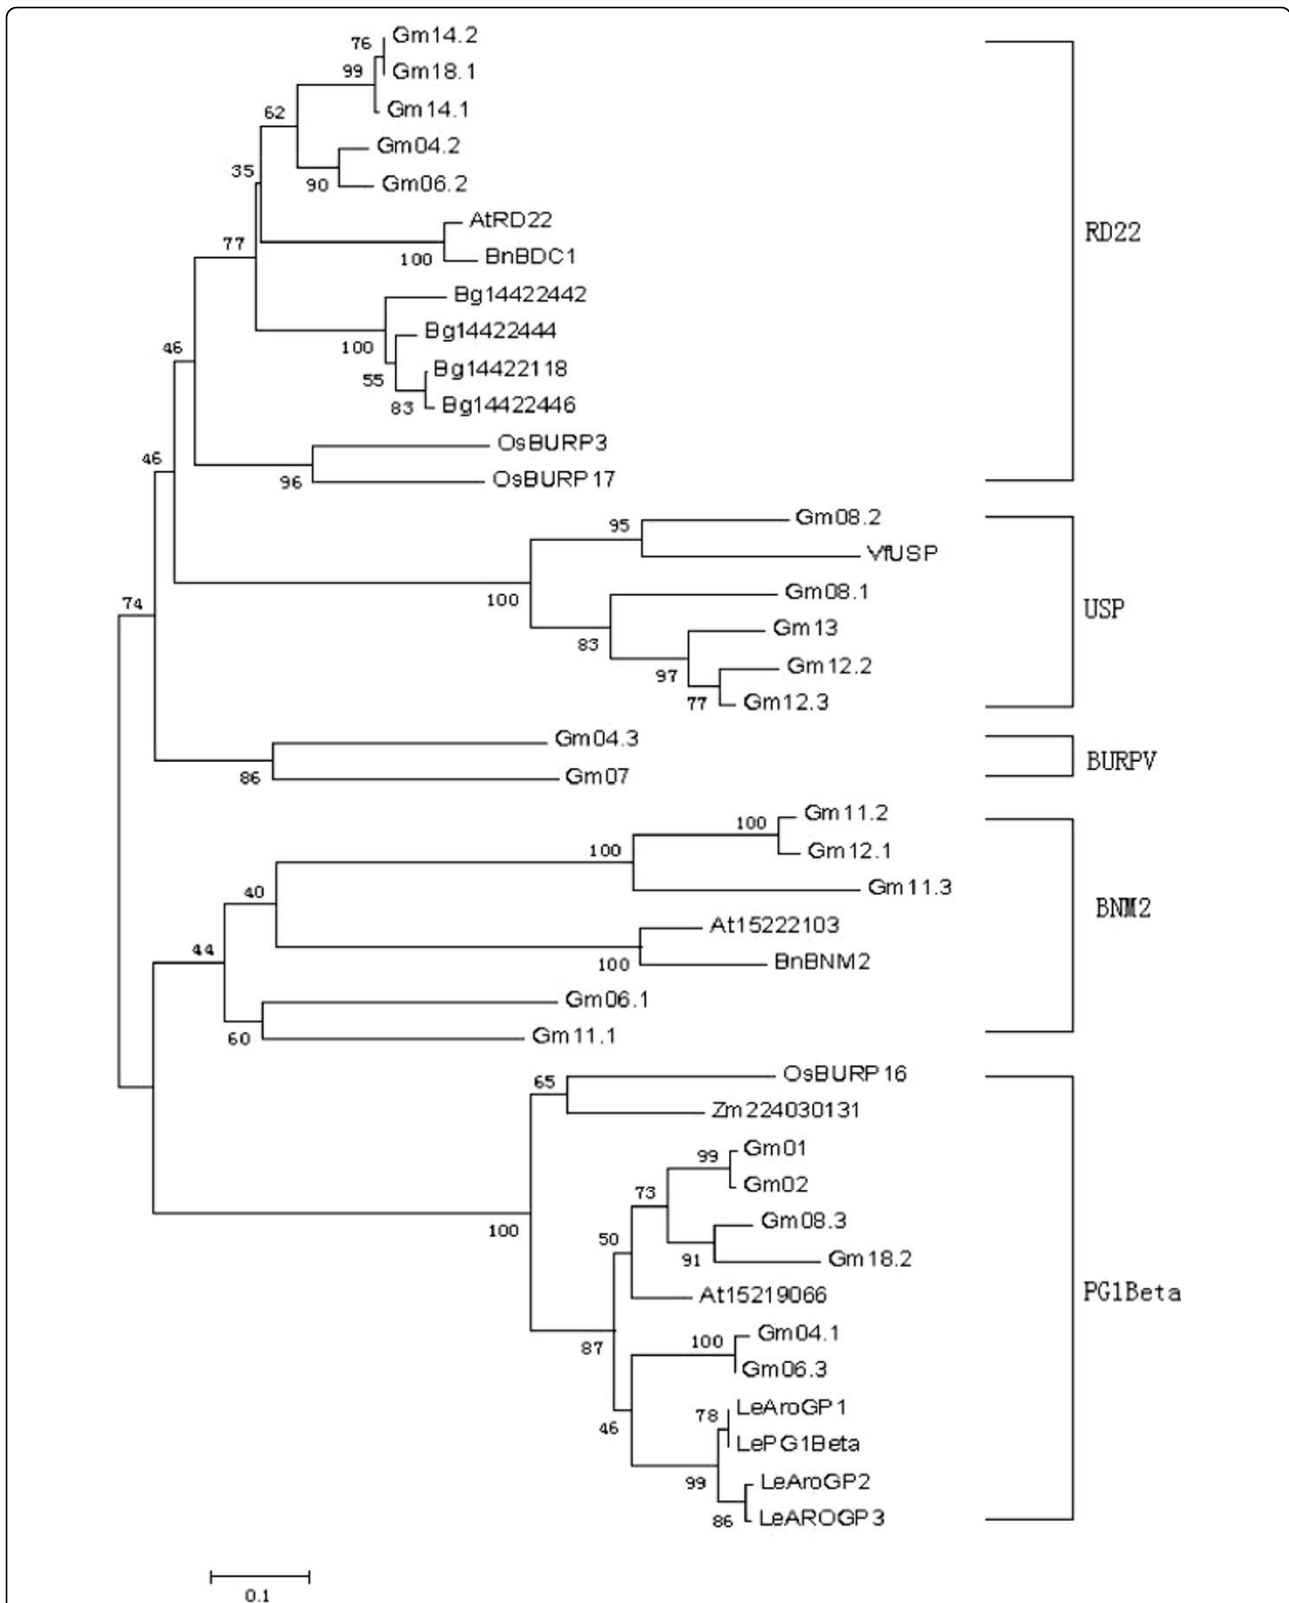 76 Gm14.2
99 Gm18.1
Gm14.1
62
Gm04.2
90 Gm06.2
35
AtRD22
77
100 BnBDC1
RD22
Bg14422442
Bg14422444
100
55 Bg14422118
83 Bg14422446
46
OsBURP3
96 OsBURP17
46
95 Gm08.2
VfUSP
100
Gm08.1
74
83 Gm13
USP
97 Gm12.2
77 Gm12.3
Gm04.3
86 Gm07
BURPV
100 Gm11.2
100 Gm12.1
Gm11.3
40
BNM2
At15222103
44
100 BnBNM2
Gm06.1
60 Gm11.1
65 OsBURP16
Zm224030131
99 Gm01
73 Gm02
Gm08.3
100
50
91 Gm18.2
At15219066
PG1Beta
87
100 Gm04.1
Gm06.3
78 LeAroGP1
46
LePG1Beta
99 LeAroGP2
86 LeAROGP3
0.1